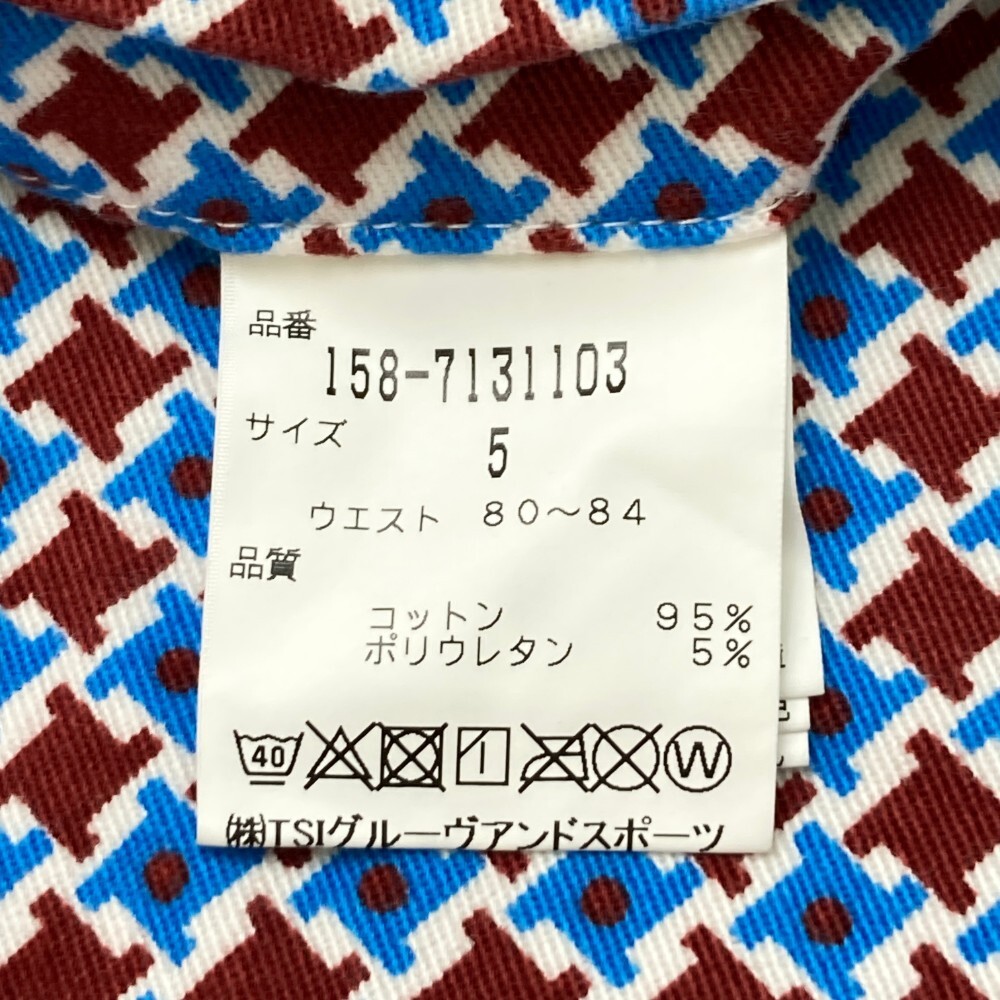 品番
158-7131103
サイズ
5
ウエスト 80～84
品質
コットン 95%
ポリウレタン 5%
40 W
㈱TSIグルーヴアンドスポーツ